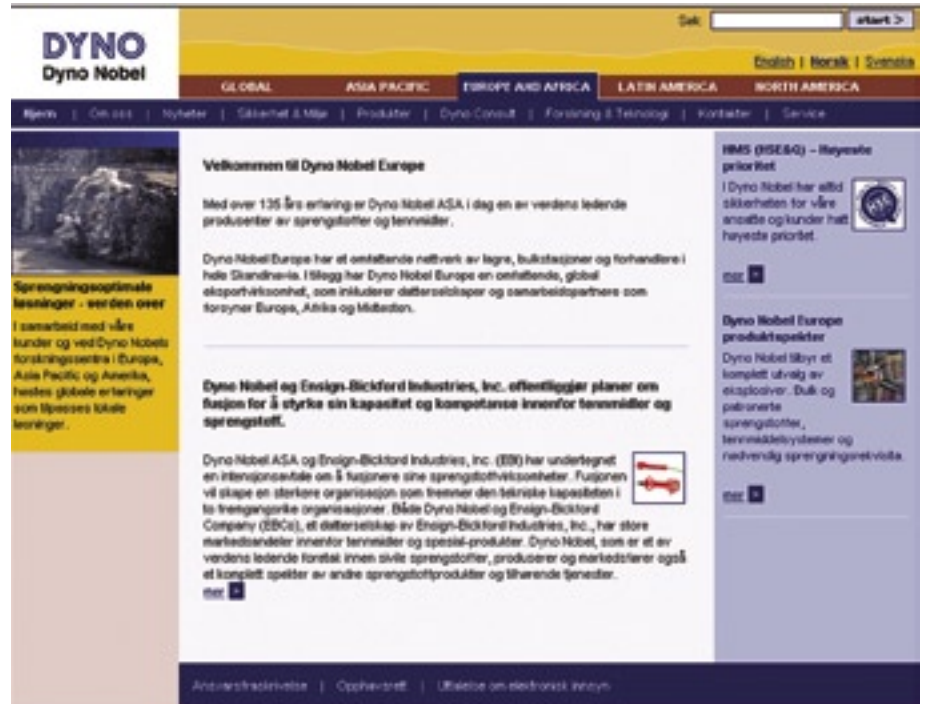 Søk:
start >
DYNO
Dyno Nobel
English | Norsk | Svenska
GLOBAL
ASIA PACIFIC
EUROPE AND AFRICA
LATIN AMERICA
NORTH AMERICA
Hjem | Om oss | Nyheter | Sikkerhet & Miljø | Produkter | Dyno Consult | Forskning & Teknologi | Kontakter | Service
Sprengningsoptimale
løsninger - verden over
I samarbeid med våre
kunder og ved Dyno Nobels
forskningssentra i Europa,
Asia Pacific og Amerika,
høstes globale erfaringer
som tilpasses lokale
løsninger.
Velkommen til Dyno Nobel Europe
Med over 135 års erfaring er Dyno Nobel ASA i dag en av verdens ledende
produsenter av sprengstoffer og tennmidler.
Dyno Nobel Europe har et omfattende nettverk av lagre, bulkstasjoner og forhandlere i
hele Skandinavia. I tillegg har Dyno Nobel Europe en omfattende, global
eksportvirksomhet, som inkluderer datterselskaper og samarbeidspartnere som
forsyner Europa, Afrika og Midtøsten.
Dyno Nobel og Ensign-Bickford Industries, Inc. offentliggjør planer om
fusjon for å styrke sin kapasitet og kompetanse innenfor tennmidler og
sprengstoff.
Dyno Nobel ASA og Ensign-Bickford Industries, Inc. (EBI) har undertegnet
en intensjonsavtale om å fusjonere sine sprengstoffvirksomheter. Fusjonen
vil skape en sterkere organisasjon som fremmer den tekniske kapasiteten i
to fremgangsrike organisasjoner. Både Dyno Nobel og Ensign-Bickford
Company (EBCo), et datterselskap av Ensign-Bickford Industries, Inc., har store
markedsandeler innenfor tennmidler og spesial-produkter. Dyno Nobel, som er et av
verdens ledende foretak innen sivile sprengstoffer, produserer og markedsfører også
et komplett spekter av andre sprengstoffprodukter og tilhørende tjenester.
mer >
HMS (HSE&Q) - Høyeste
prioritet
I Dyno Nobel har alltid
sikkerheten for våre
ansatte og kunder hatt
høyeste prioritet.
mer >
Dyno Nobel Europe
produktspekter
Dyno Nobel tilbyr et
komplett utvalg av
eksplosiver. Bulk og
patronerte
sprengstoffer,
tennmiddelsystemer og
nødvendig sprengningsrekvisita.
mer >
Ansvarsfraskrivelse | Opphavsrett | Uttalelse om elektronisk innsyn